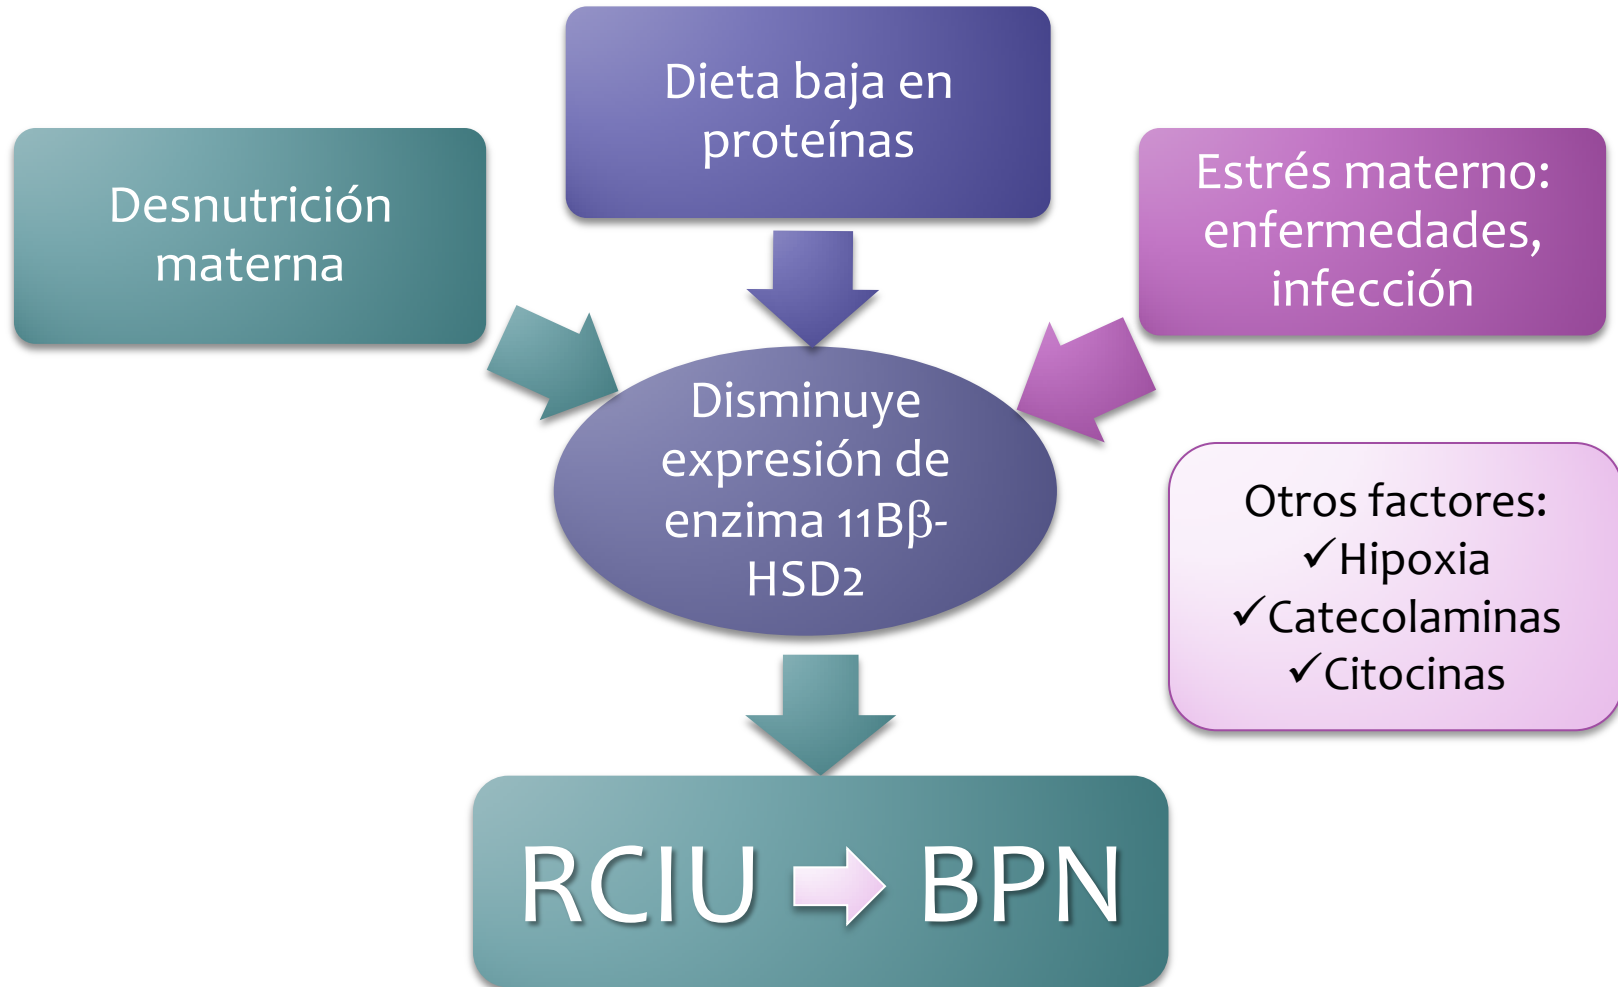 Dieta baja en
proteínas
Desnutrición
materna
Estrés materno:
enfermedades,
infección
Disminuye
expresión de
enzima 11Bβ-
HSD2
Otros factores:
✓Hipoxia
✓Catecolaminas
✓Citocinas
RCIU BPN